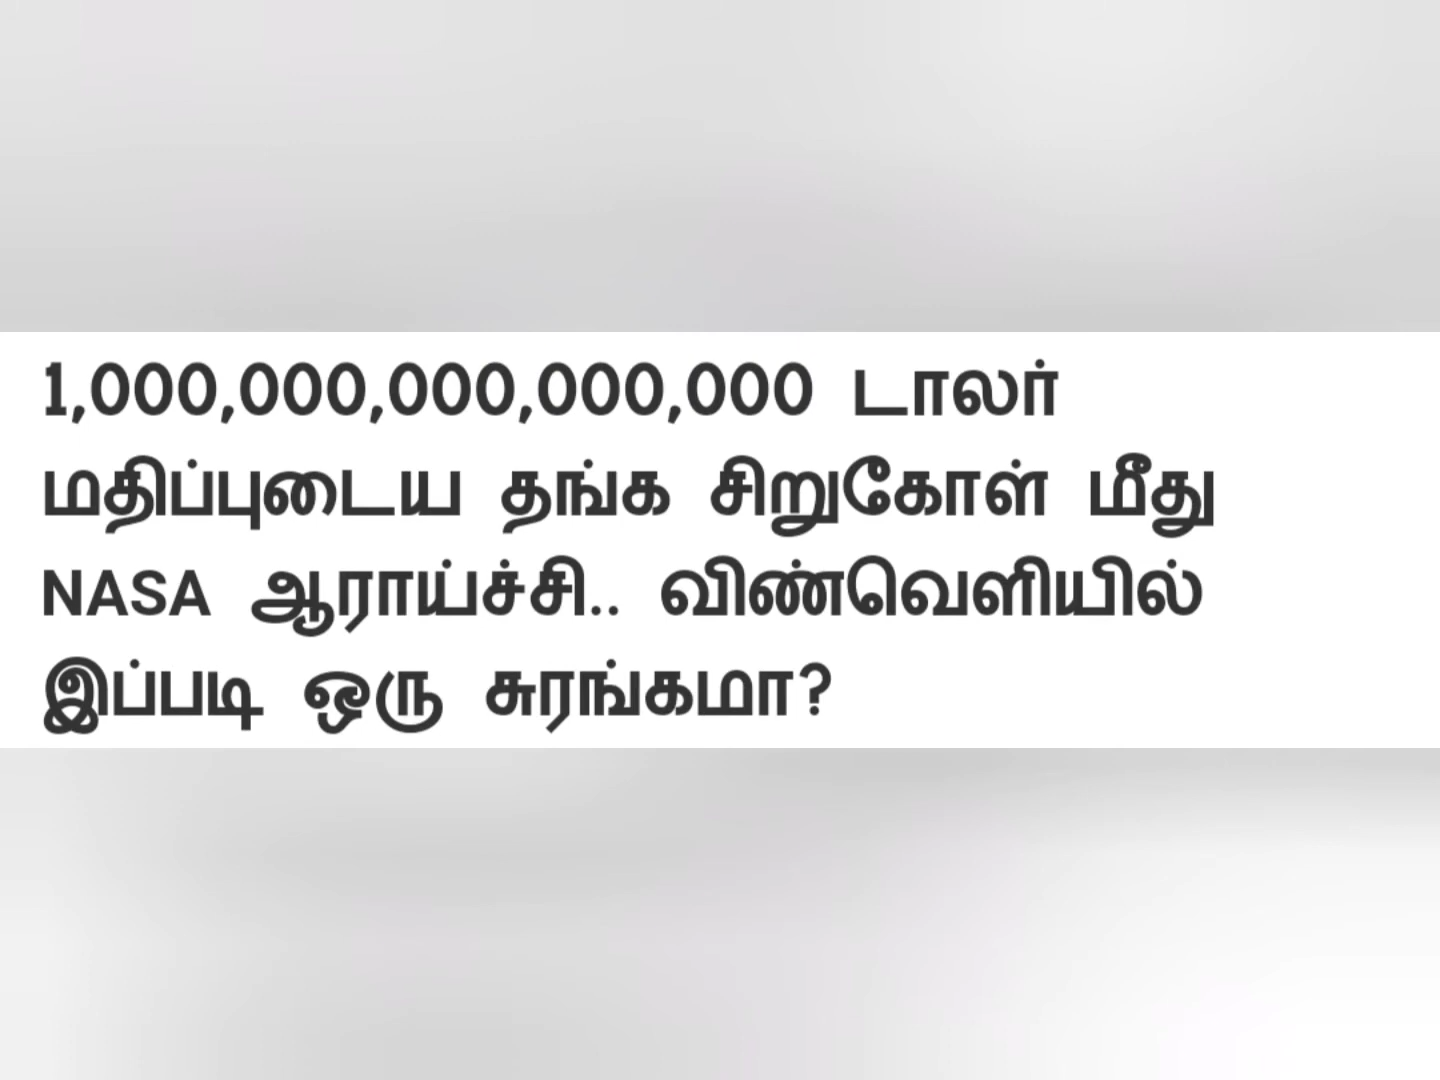 1,000,000,000,000,000 டாலர்
மதிப்புடைய தங்க சிறுகோள் மீது
NASA ஆராய்ச்சி.. விண்வெளியில்
இப்படி ஒரு சுரங்கமா?